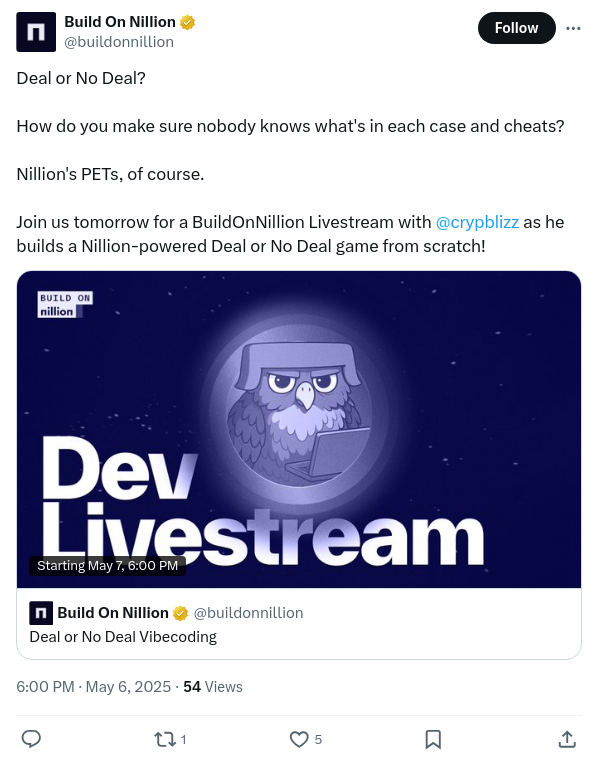 Build On Nillion
@buildonnillion
Follow
Deal or No Deal?
How do you make sure nobody knows what's in each case and cheats?
Nillion's PETs, of course.
Join us tomorrow for a BuildOnNillion Livestream with @crypblizz as he
builds a Nillion-powered Deal or No Deal game from scratch!
BUILD ON
nillion
Dev
Livestream
Starting May 7, 6:00 PM
Build On Nillion @buildonnillion
Deal or No Deal Vibecoding
6:00 PM · May 6, 2025 · 54 Views
1 5